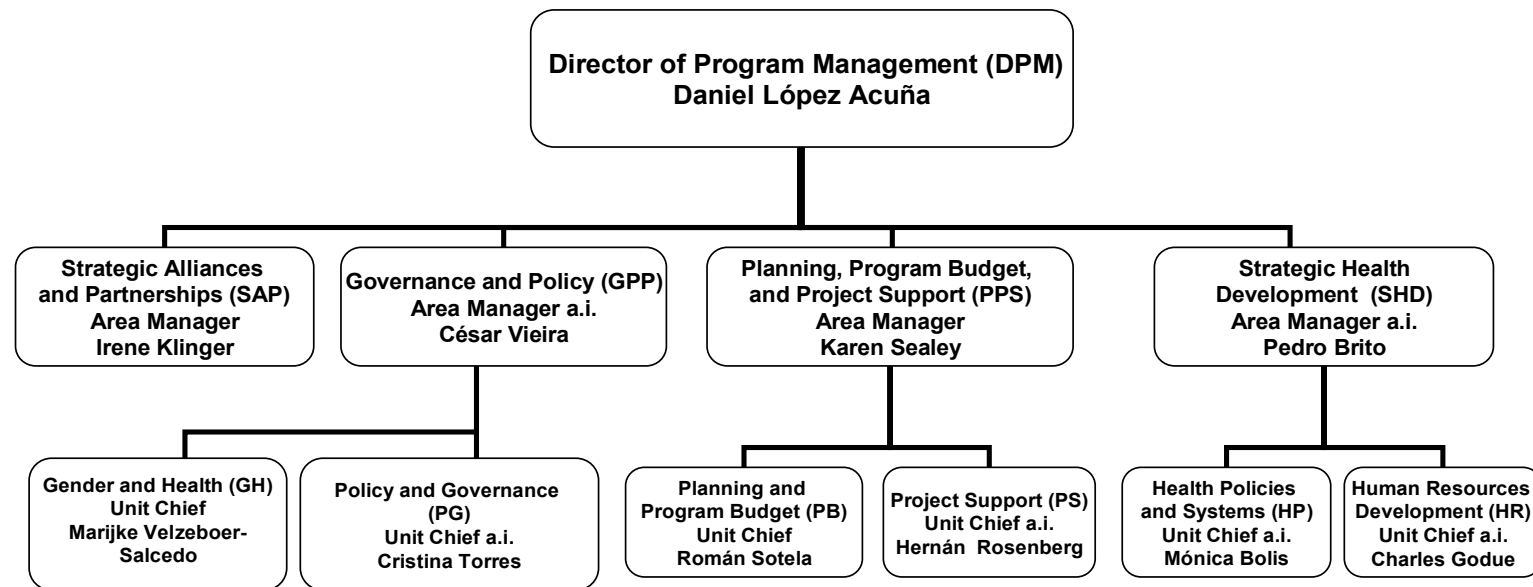 Director of Program Management (DPM)
Daniel López Acuña
Strategic Alliances
and Partnerships (SAP)
Area Manager
Irene Klinger
Governance and Policy (GPP)
Area Manager a.i.
César Vieira
Planning, Program Budget,
and Project Support (PPS)
Area Manager
Karen Sealey
Strategic Health
Development (SHD)
Area Manager a.i.
Pedro Brito
Gender and Health (GH)
Unit Chief
Marijke Velzeboer-
Salcedo
Policy and Governance
(PG)
Unit Chief a.i.
Cristina Torres
Planning and
Program Budget (PB)
Unit Chief
Román Sotela
Project Support (PS)
Unit Chief a.i.
Hernán Rosenberg
Health Policies
and Systems (HP)
Unit Chief a.i.
Mónica Bolis
Human Resources
Development (HR)
Unit Chief a.i.
Charles Godue